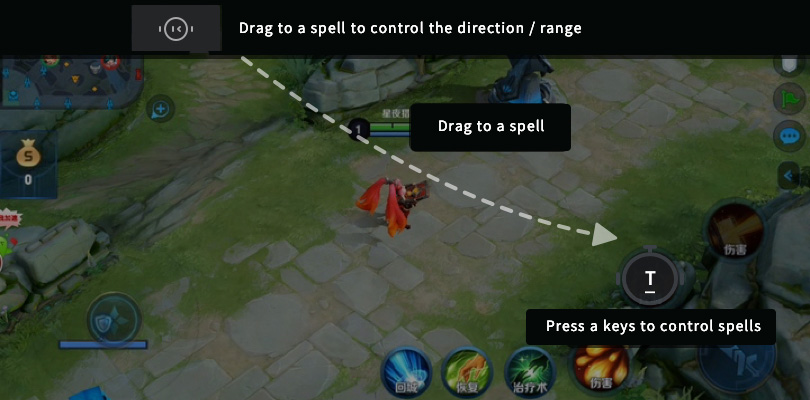 Drag to a spell to control the direction / range
星夜猎
1
Drag to a spell
S
0
伤害
T
Press a keys to control spells
回城
恢复
治疗术
伤害